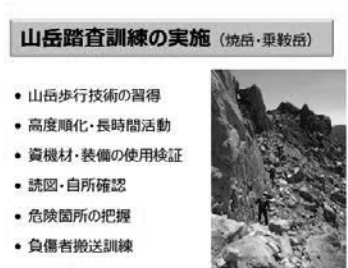 山岳踏査訓練の実施（焼岳・乗鞍岳）
• 山岳歩行技術の習得
• 高度順化・長時間活動
• 資機材・装備の使用検証
• 読図・自所確認
• 危険箇所の把握
• 負傷者搬送訓練